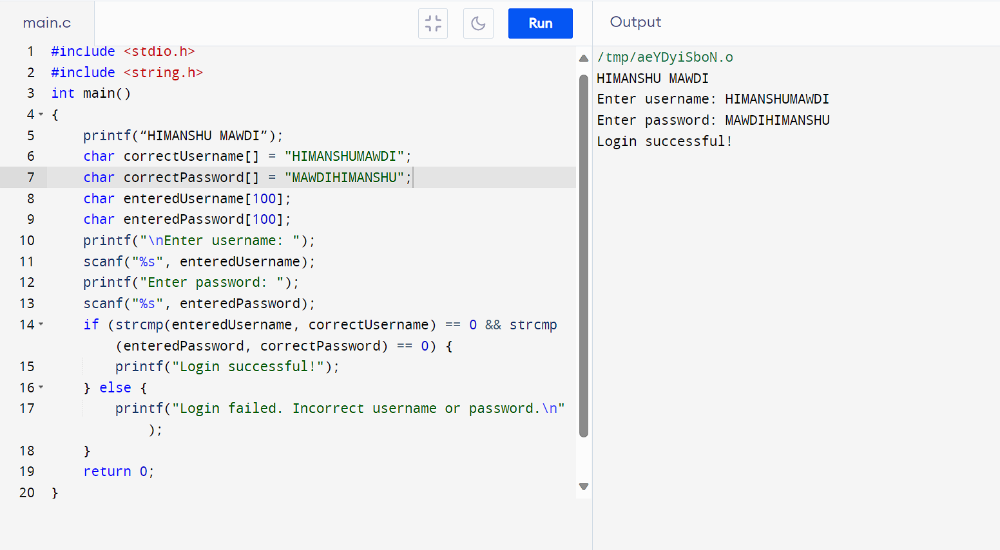 main.c
Run
Output
1 #include <stdio.h>
2 #include <string.h>
3 int main()
4 {
5     printf(“HIMANSHU MAWDI”);
6     char correctUsername[] = "HIMANSHUMAWDI";
7     char correctPassword[] = "MAWDIHIMANSHU";
8     char enteredUsername[100];
9     char enteredPassword[100];
10     printf("\nEnter username: ");
11     scanf("%s", enteredUsername);
12     printf("Enter password: ");
13     scanf("%s", enteredPassword);
14     if (strcmp(enteredUsername, correctUsername) == 0 && strcmp
(enteredPassword, correctPassword) == 0) {
15         printf("Login successful!");
16     } else {
17         printf("Login failed. Incorrect username or password.\n"
);
18     }
19     return 0;
20 }
/tmp/aeYDyiSboN.o
HIMANSHU MAWDI
Enter username: HIMANSHUMAWDI
Enter password: MAWDIHIMANSHU
Login successful!